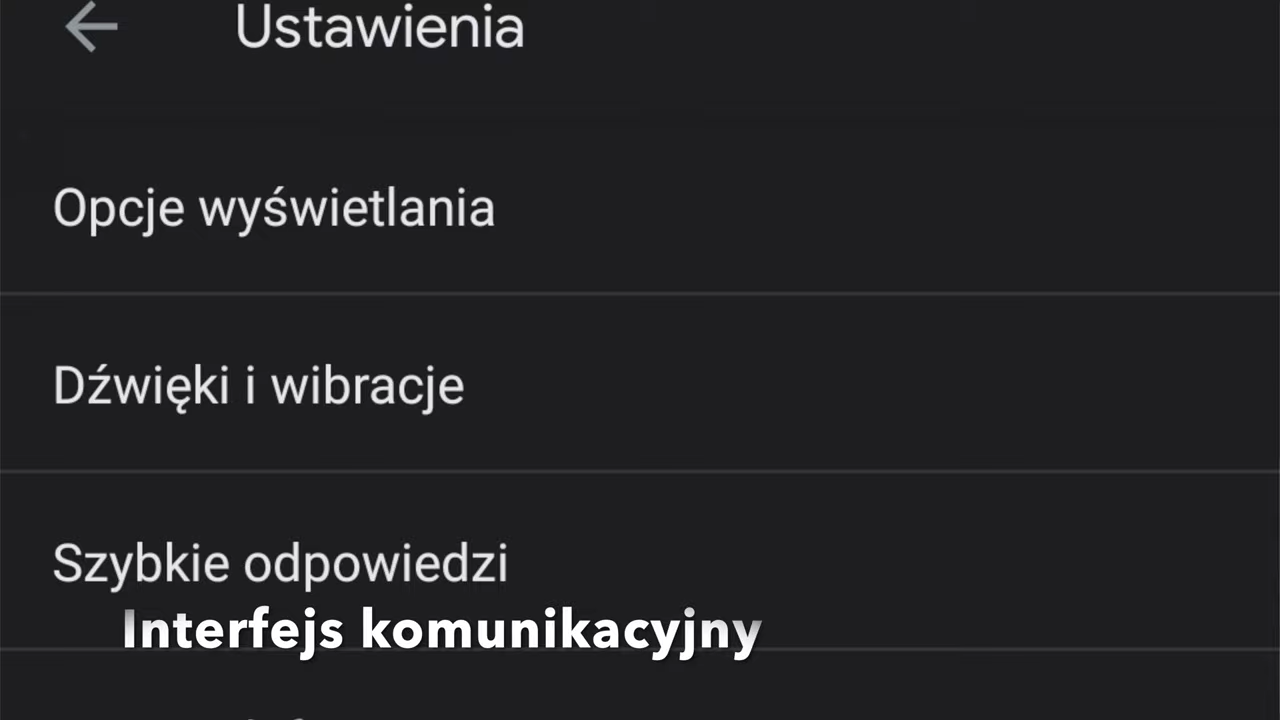 Ustawienia
Opcje wyświetlania
Dźwięki i wibracje
Szybkie odpowiedzi
Interfejs komunikacyjny